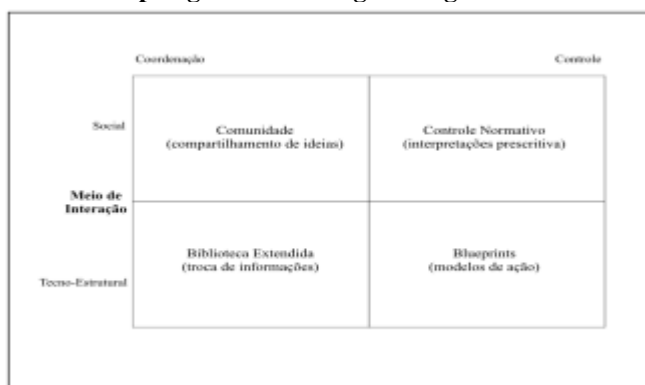 Coordenação Controle
Social
Comunidade
(compartilhamento de ideias)
Controle Normativo
(interpretações prescritiva)
Meio de
Interação
Biblioteca Extendida
(troca de informações)
Blueprints
(modelos de ação)
Tecno-Estrutural